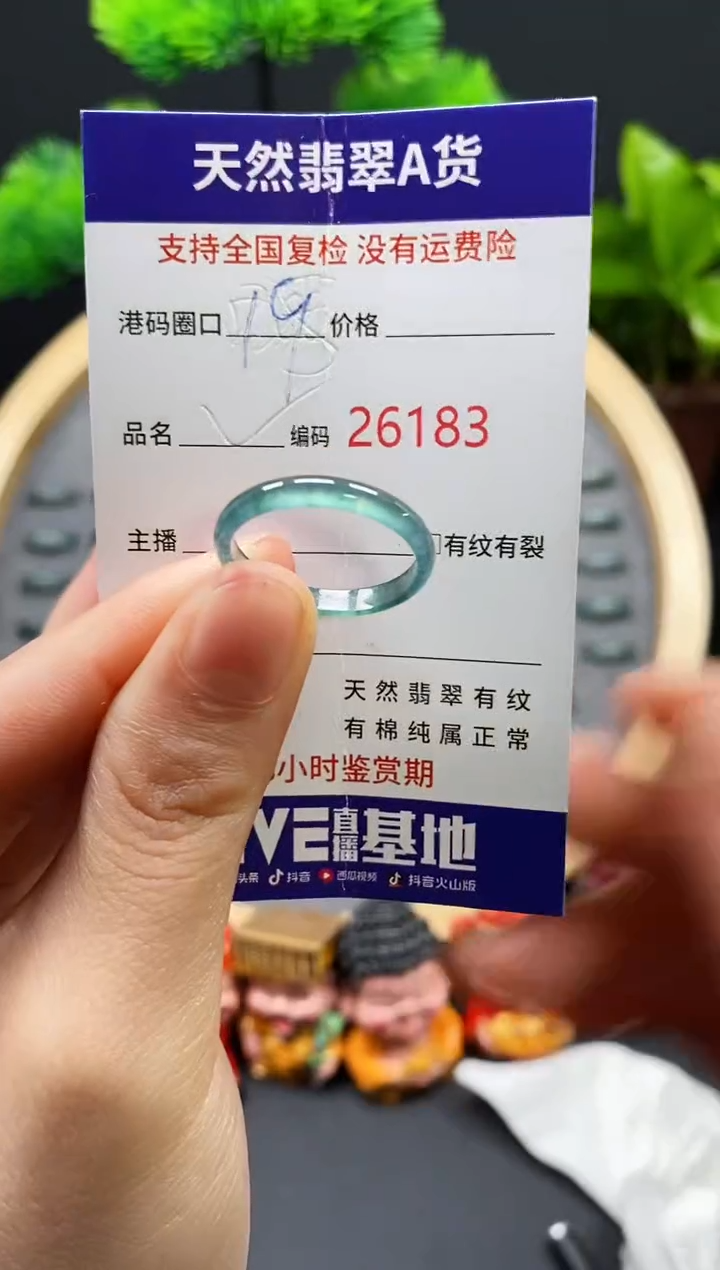 天然翡翠A货
支持全国复检 没有运费险
港码圈口 19 价格
品名 编码 26183
主播 □有纹有裂
天然翡翠有纹
有棉纯属正常
小时鉴赏期
VE直播基地
头条 抖音 西瓜视频 抖音火山版